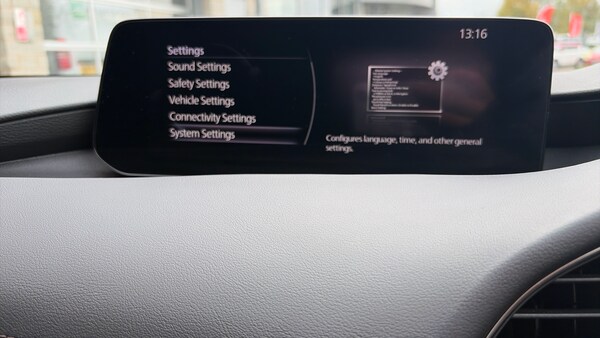 13:16
Settings
Sound Settings
Safety Settings
Vehicle Settings
Connectivity Settings
System Settings
Configures language, time, and other general
settings.